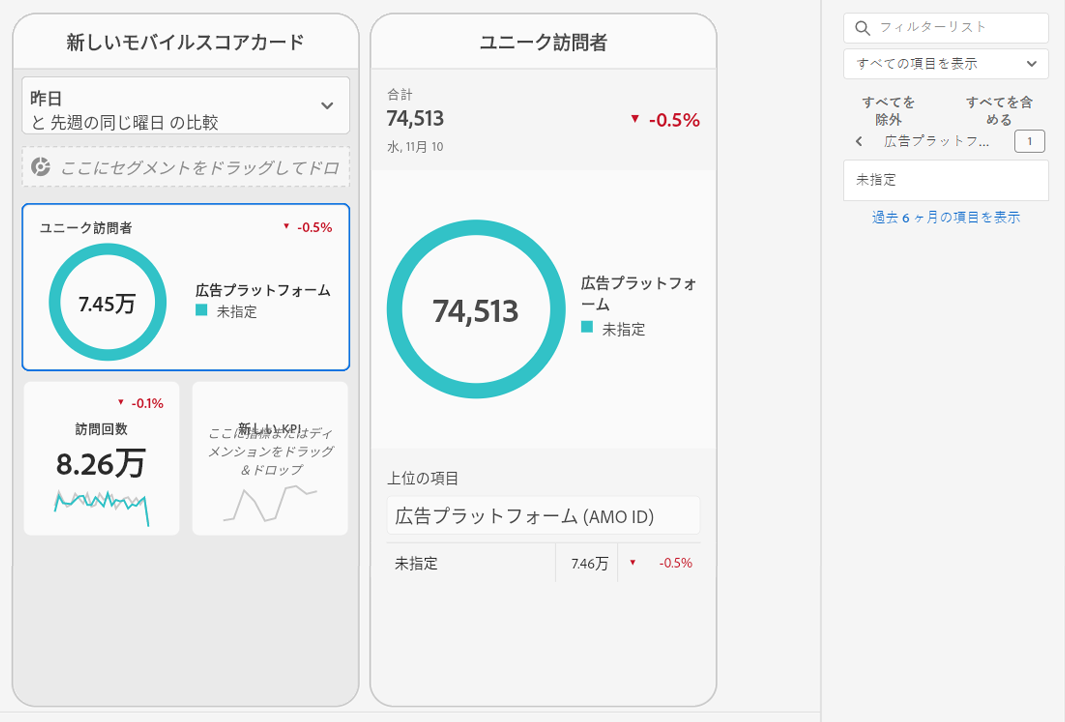 新しいモバイルスコアカード
昨日
と 先週の同じ曜日 の比較
ここにセグメントをドラッグしてドロ
ユニーク訪問者
▼ -0.5%
7.45万
広告プラットフォーム
未指定
▼ -0.1%
訪問回数
8.26万
新しい KPI
ここに指標またはディ
メンションをドラッグ
＆ドロップ
ユニーク訪問者
合計
74,513
▼ -0.5%
水, 11月 10
74,513
広告プラットフォ
ーム
未指定
上位の項目
広告プラットフォーム (AMO ID)
未指定 7.46万 ▼ -0.5%
フィルターリスト
すべての項目を表示
すべてを
除外
すべてを含
める
広告プラットフ... 1
未指定
過去 6 ヶ月の項目を表示